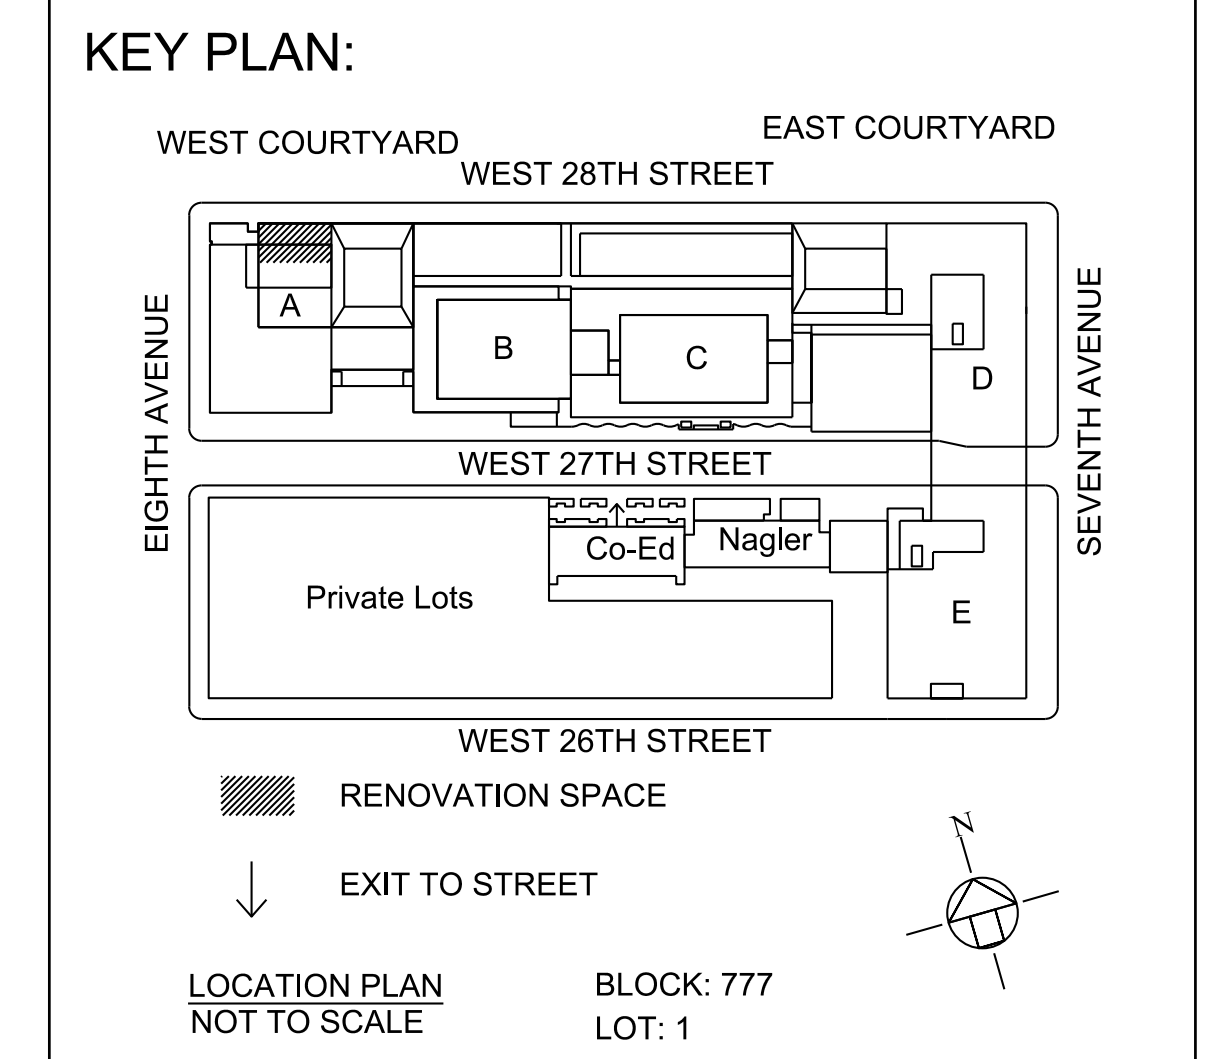 KEY PLAN:
WEST COURTYARD
EAST COURTYARD
WEST 28TH STREET
EIGHTH AVENUE
SEVENTH AVENUE
A
B
C
D
WEST 27TH STREET
Co-Ed
Nagler
Private Lots
E
WEST 26TH STREET
RENOVATION SPACE
EXIT TO STREET
N
LOCATION PLAN
NOT TO SCALE
BLOCK: 777
LOT: 1